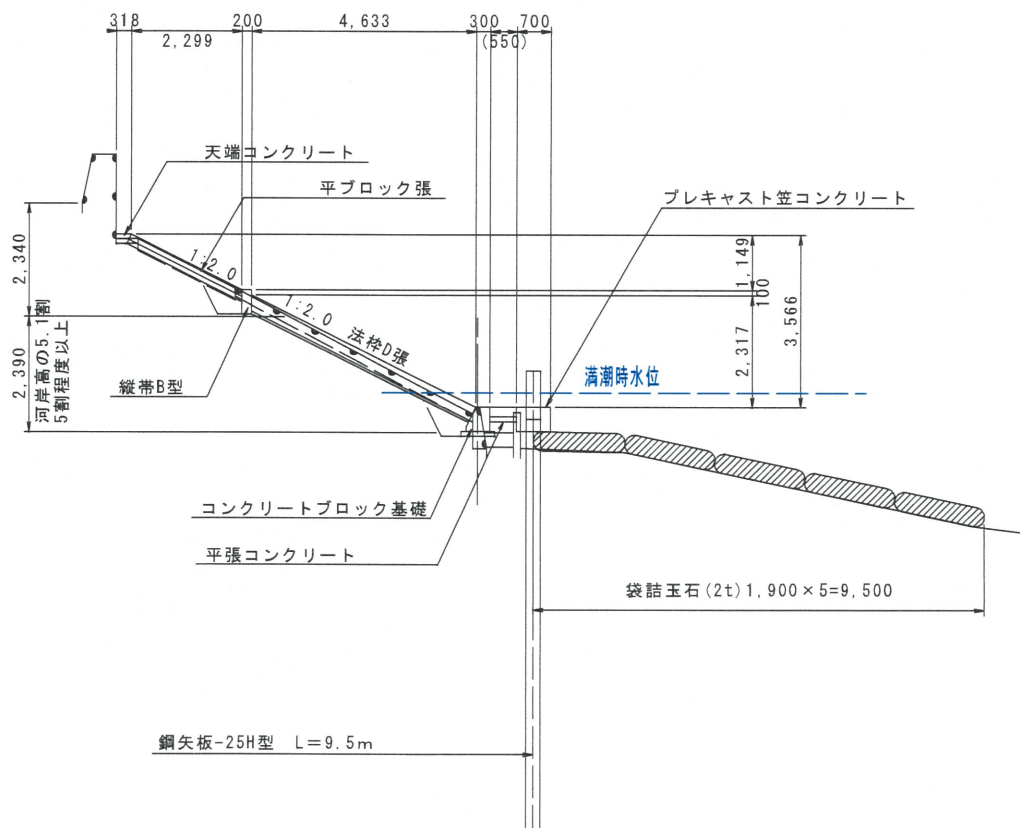 318
200
4,633
300
700
2,299
(550)
天端コンクリート
平ブロック張
プレキャスト笠コンクリート
2,340
1:2.0
1,149
100
3,566
1:2.0
法枠D張
2,317
2,390
河岸高の5.1割
5割程度以上
縦帯B型
満潮時水位
コンクリートブロック基礎
平張コンクリート
袋詰玉石(2t)1,900×5=9,500
鋼矢板-25H型 L=9.5m